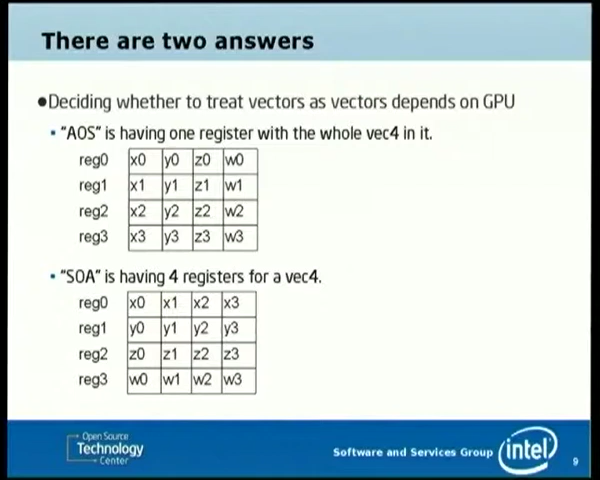 There are two answers
●Deciding whether to treat vectors as vectors depends on GPU
• “AOS” is having one register with the whole vec4 in it.
reg0 x0 y0 z0 w0
reg1 x1 y1 z1 w1
reg2 x2 y2 z2 w2
reg3 x3 y3 z3 w3
• “SOA” is having 4 registers for a vec4.
reg0 x0 x1 x2 x3
reg1 y0 y1 y2 y3
reg2 z0 z1 z2 z3
reg3 w0 w1 w2 w3
Open Source
Technology
Center
Software and Services Group
intel
9